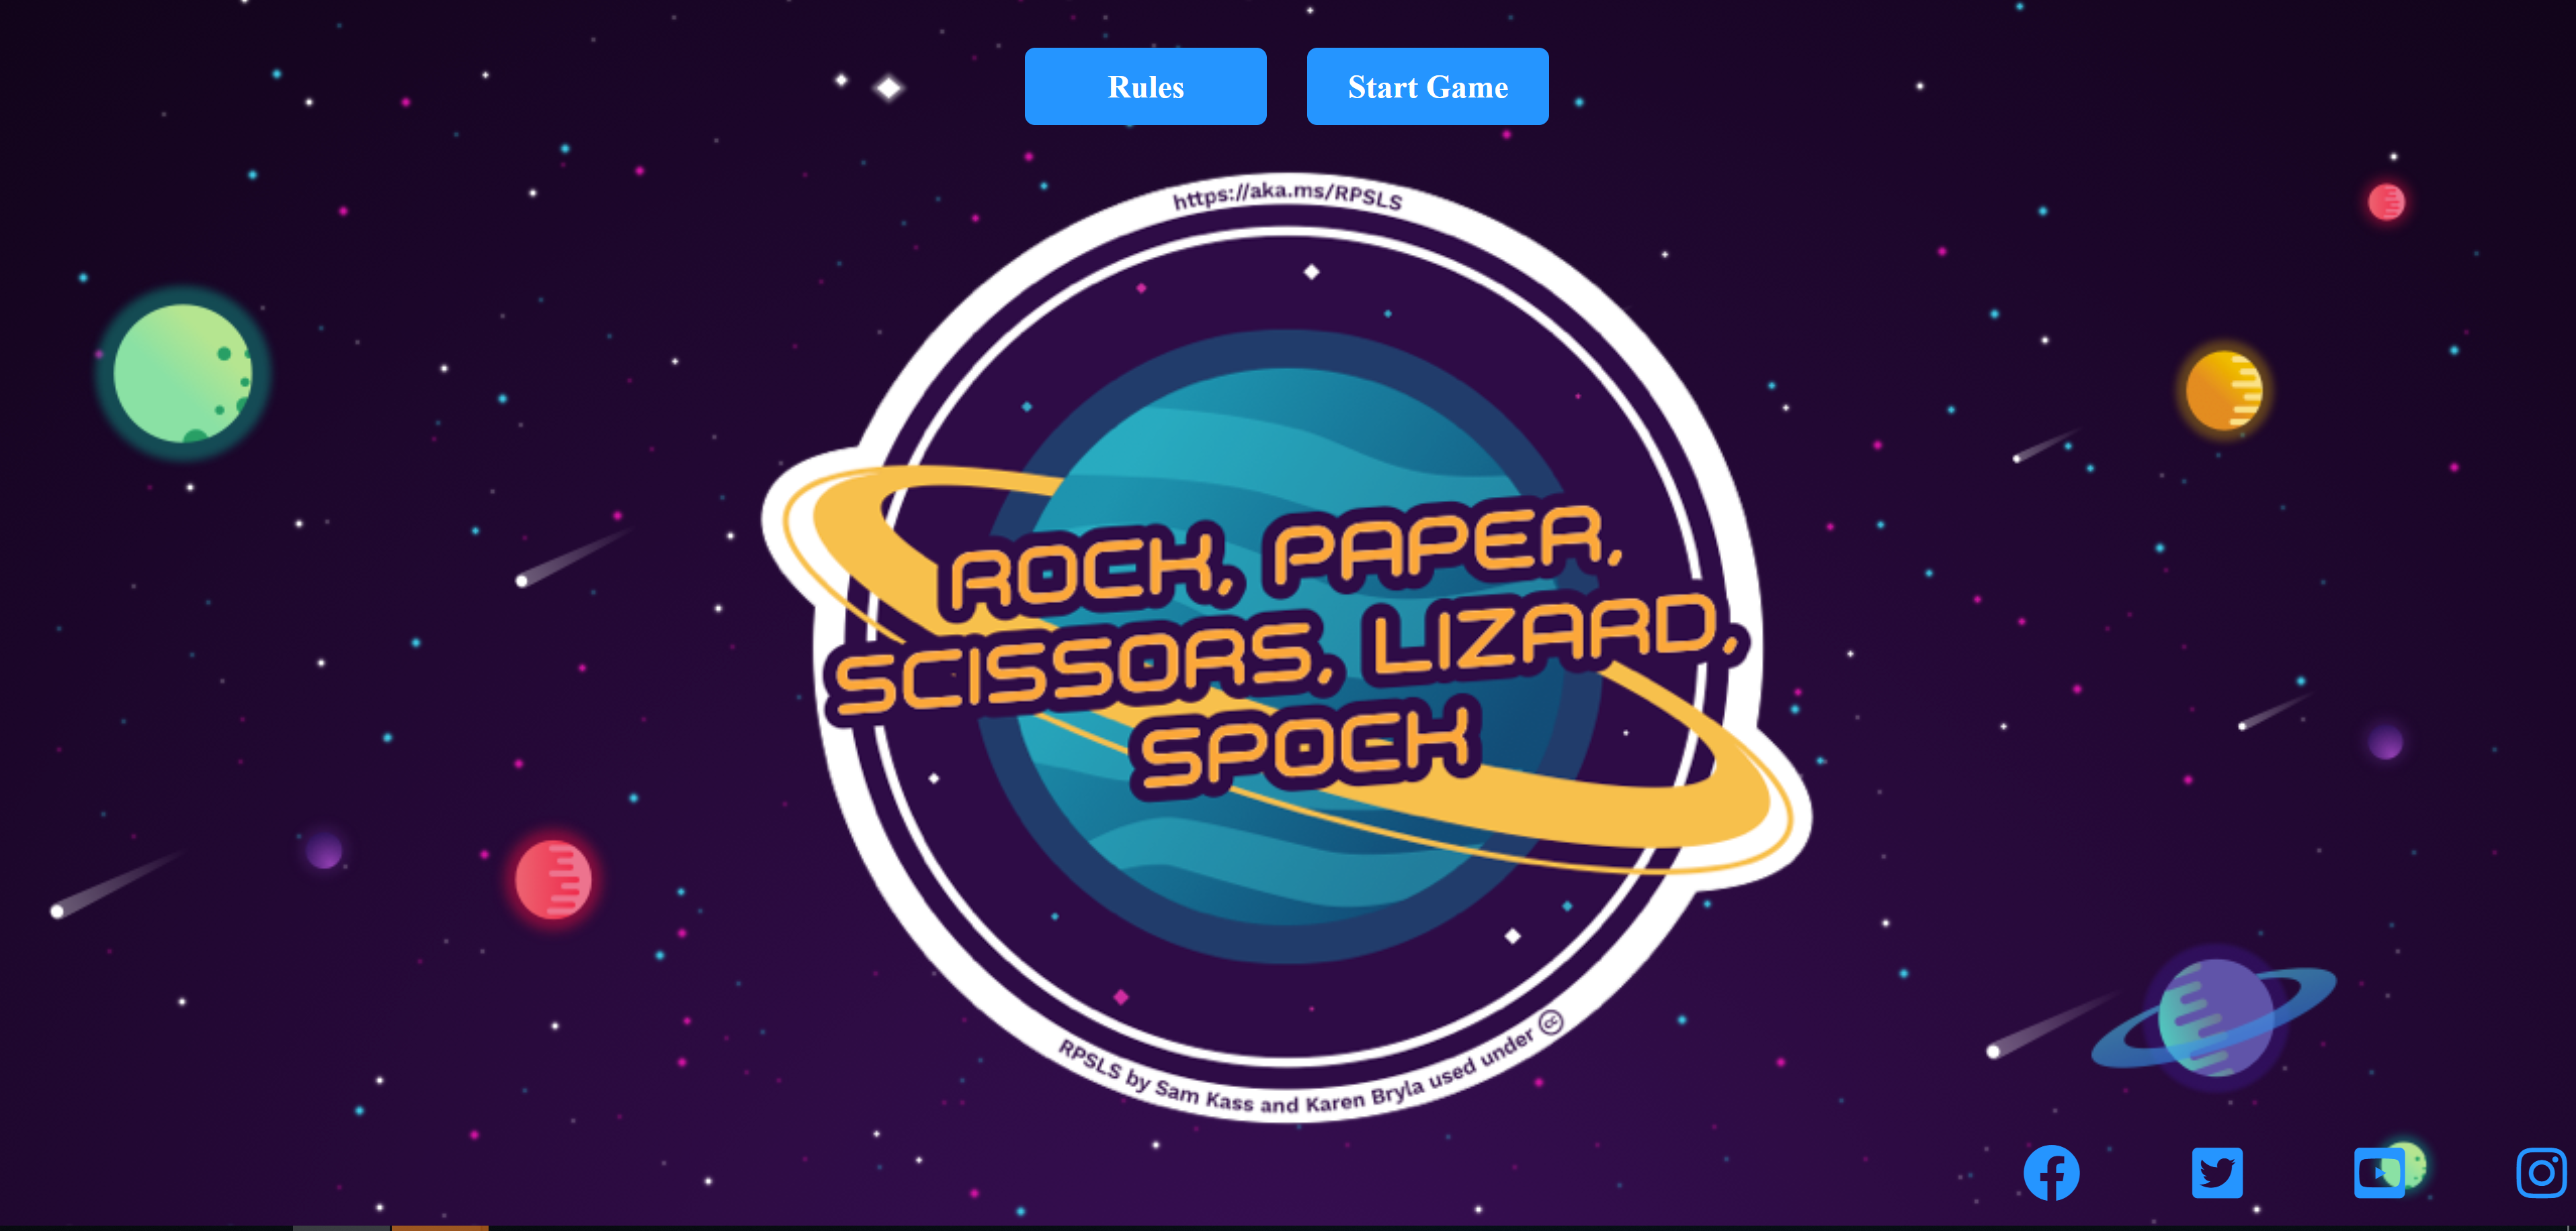 Rules
Start Game
https://aka.ms/RPSLS
ROCK, PAPER,
SCISSORS, LIZARD,
SPOCK
RPSLS by Sam Kass and Karen Bryla used under cc